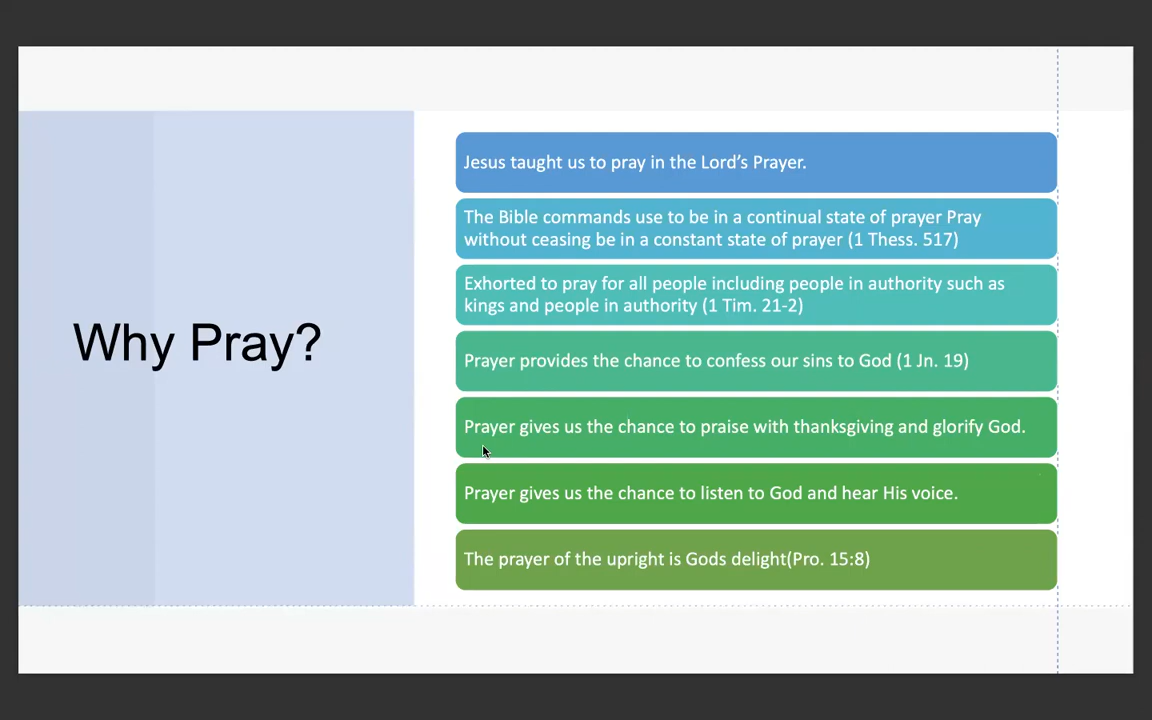 Why Pray?
Jesus taught us to pray in the Lord’s Prayer.
The Bible commands use to be in a continual state of prayer Pray
without ceasing be in a constant state of prayer (1 Thess. 517)
Exhorted to pray for all people including people in authority such as
kings and people in authority (1 Tim. 21-2)
Prayer provides the chance to confess our sins to God (1 Jn. 19)
Prayer gives us the chance to praise with thanksgiving and glorify God.
Prayer gives us the chance to listen to God and hear His voice.
The prayer of the upright is Gods delight(Pro. 15:8)